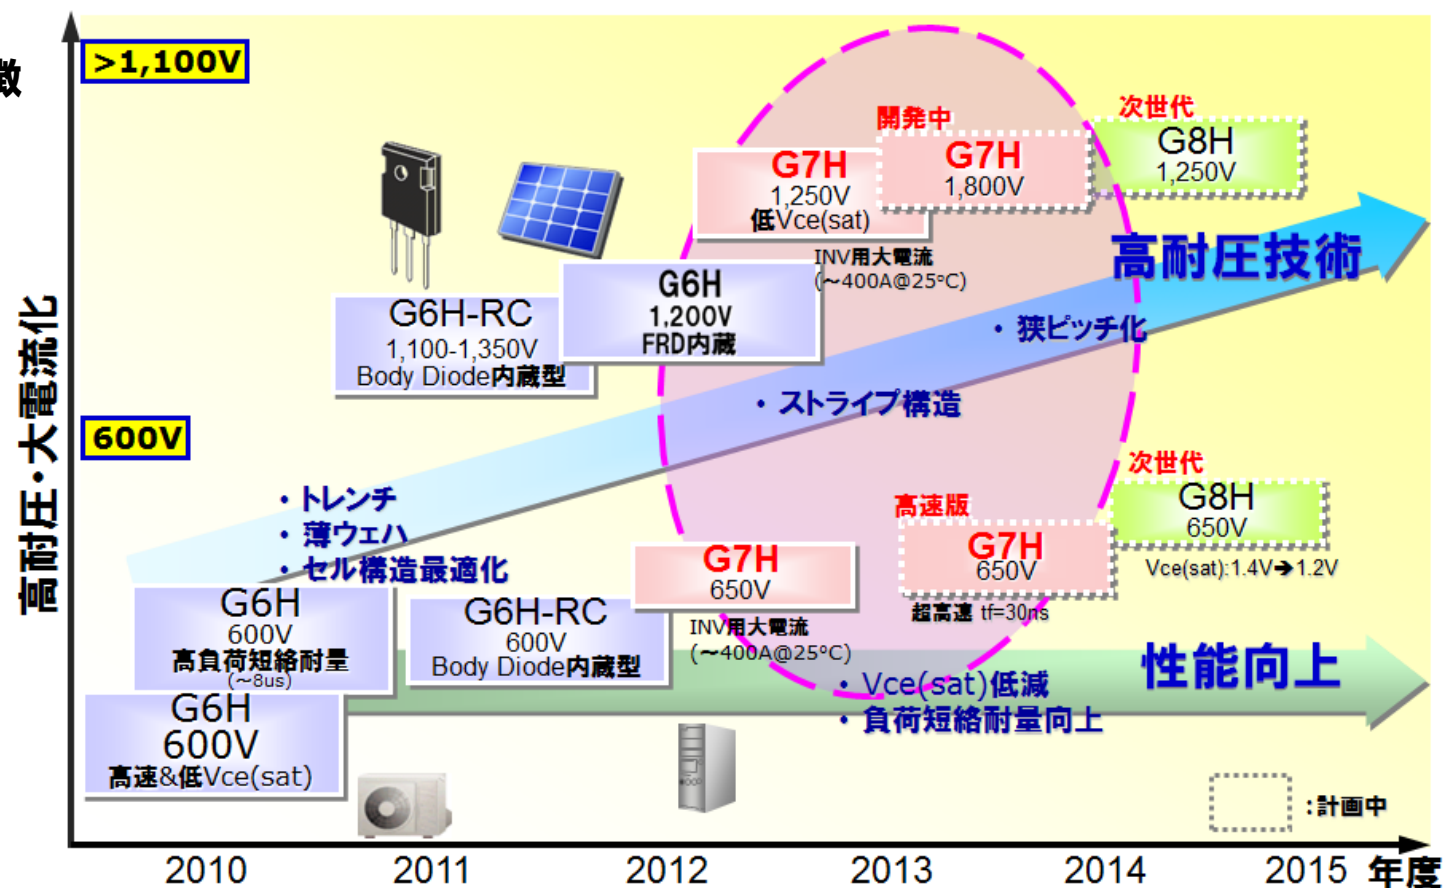 徴
>1,100V
次世代
G8H
1,250V
開発中
G7H
1,800V
G7H
1,250V
低Vce(sat)
INV用大電流
(～400A@25°C)
高耐圧技術
G6H
1,200V
FRD内蔵
G6H-RC
1,100-1,350V
Body Diode内蔵型
・狭ピッチ化
・ストライプ構造
600V
高耐圧・大電流化
・トレンチ
・薄ウェハ
・セル構造最適化
次世代
G8H
650V
Vce(sat):1.4V➔1.2V
高速版
G7H
650V
超高速 tf=30ns
G7H
650V
INV用大電流
(～400A@25°C)
G6H
600V
高負荷短絡耐量
(～8us)
G6H-RC
600V
Body Diode内蔵型
性能向上
・Vce(sat)低減
・負荷短絡耐量向上
G6H
600V
高速&低Vce(sat)
:計画中
2010 2011 2012 2013 2014 2015 年度